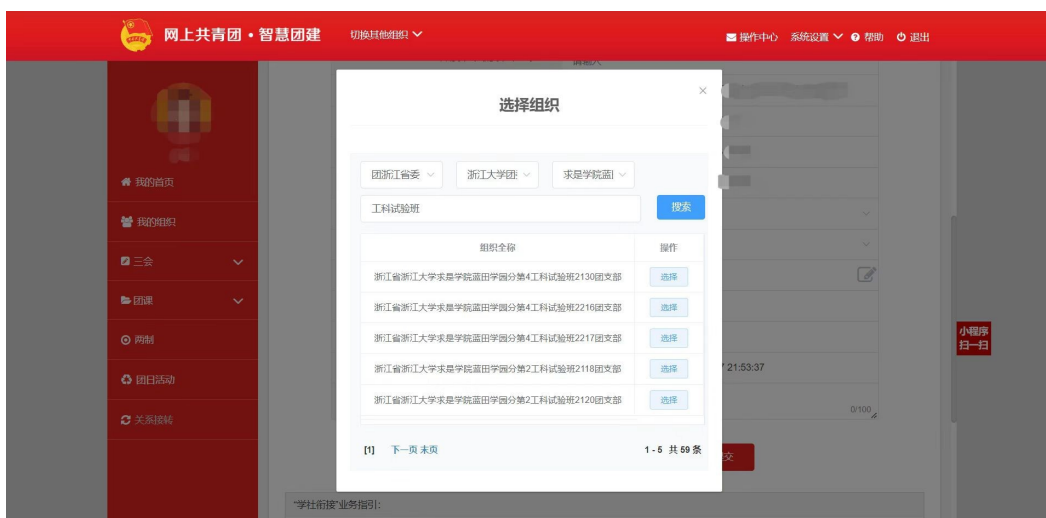 网上共青团·智慧团建 切换其他组织 操作中心 系统设置 帮助 退出
请输入
选择组织 ×
我的首页
我的组织
三会
团课
两制
团日活动
关系接转
团浙江省委 浙江大学团 求是学院蓝
工科试验班 搜索
组织全称 操作
浙江省浙江大学求是学院蓝田学园分第4工科试验班2130团支部 选择
浙江省浙江大学求是学院蓝田学园分第4工科试验班2216团支部 选择
浙江省浙江大学求是学院蓝田学园分第4工科试验班2217团支部 选择
浙江省浙江大学求是学院蓝田学园分第2工科试验班2118团支部 选择
浙江省浙江大学求是学院蓝田学园分第2工科试验班2120团支部 选择
21:53:37
0/100
[1] 下一页 末页 1 - 5 共 59 条
交
小程序
扫一扫
"学社衔接"业务指引: